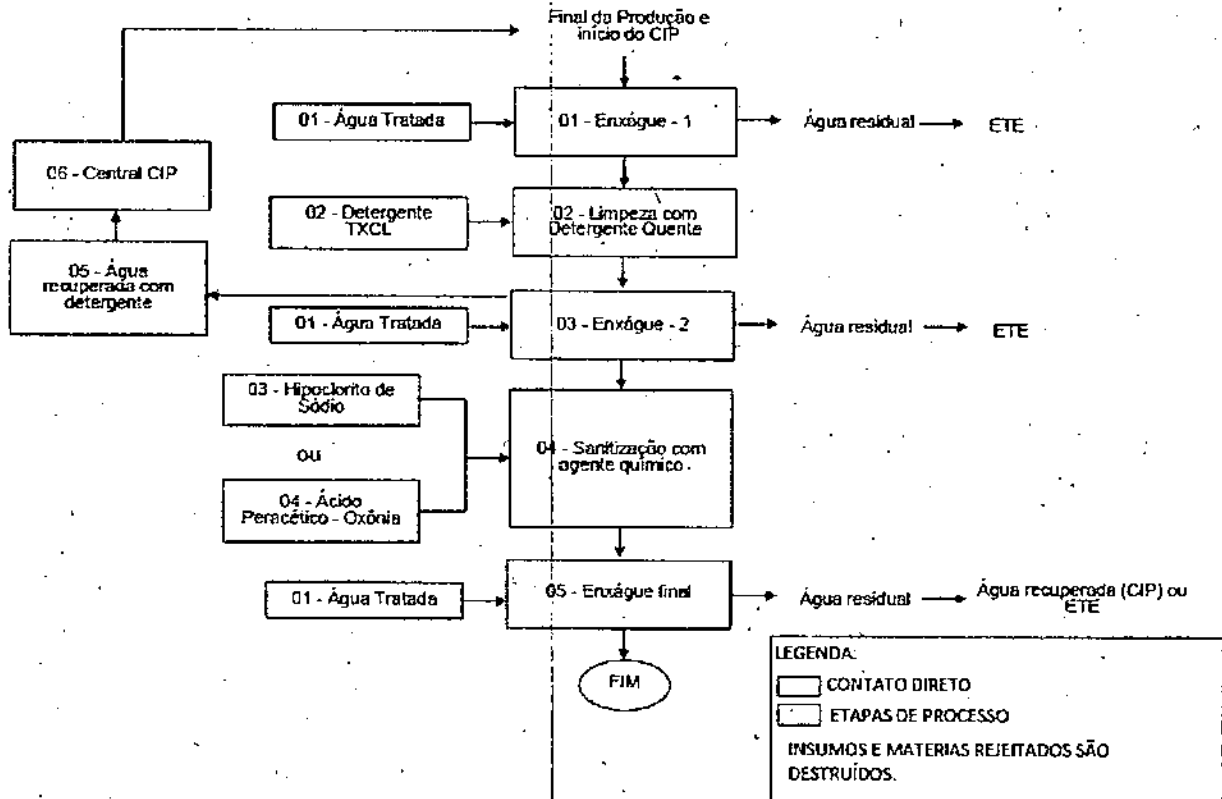 Final da Produção e
início do CIP
01 - Água Tratada
01 - Enxágue - 1
Água residual
ETE
06 - Central CIP
02 - Detergente
TXCL
02 - Limpeza com
Detergente Quente
05 - Água
recuperada com
detergente
01 - Água Tratada
03 - Enxágue - 2
Água residual
ETE
03 - Hipoclorito de
Sódio
ou
04 - Ácido
Peracético - Oxônia
04 - Sanitização com
agente químico
01 - Água Tratada
05 - Enxágue final
Água residual
Água recuperada (CIP) ou
ETE
FIM
LEGENDA:
CONTATO DIRETO
ETAPAS DE PROCESSO
INSUMOS E MATERIAS REJEITADOS SÃO
DESTRUÍDOS.